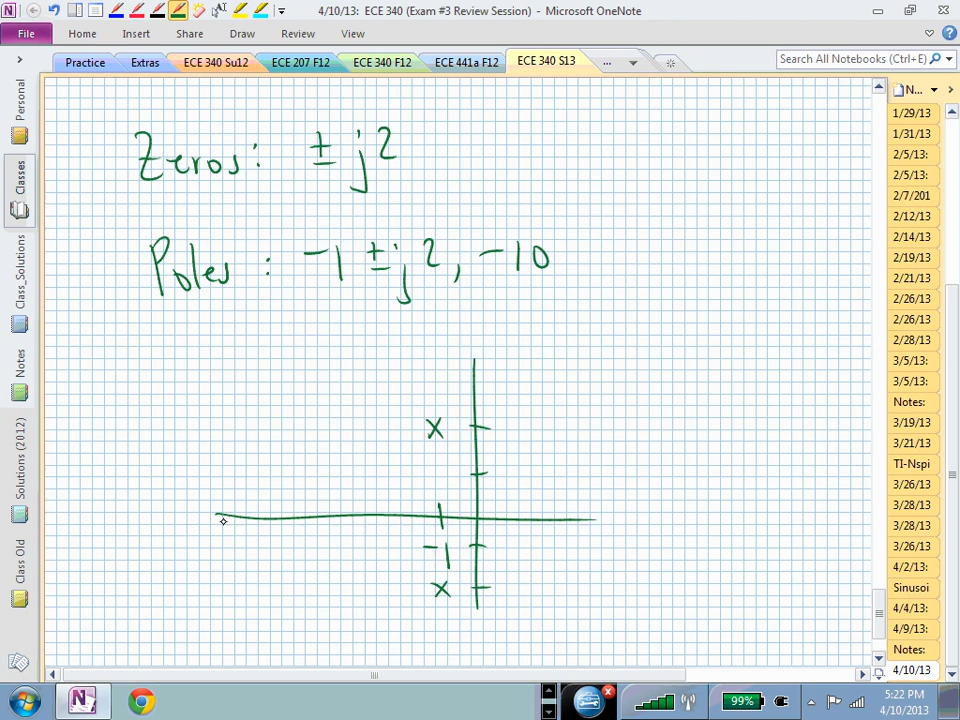 4/10/13: ECE 340 (Exam #3 Review Session) - Microsoft OneNote
File Home Insert Share Draw Review View
Practice Extras ECE 340 Su12 ECE 207 F12 ECE 340 F12 ECE 441a F12 ECE 340 S13 ... Search All Notebooks (Ctrl+E)
Personal
Classes
Class_Solutions
Notes
Solutions (2012)
Class Old
Zeros: ± j2
Poles: -1 ± j2, -10
x
-1
x
N...
1/29/13
1/31/13
2/5/13:
2/5/13:
2/7/201
2/12/13
2/14/13
2/19/13
2/21/13
2/26/13
2/26/13
2/28/13
3/5/13:
3/5/13:
Notes:
3/19/13
3/21/13
TI-Nspi
3/26/13
3/28/13
3/28/13
3/26/13
4/2/13:
Sinusoi
4/4/13:
4/9/13:
Notes:
4/10/13
99%
5:22 PM
4/10/2013